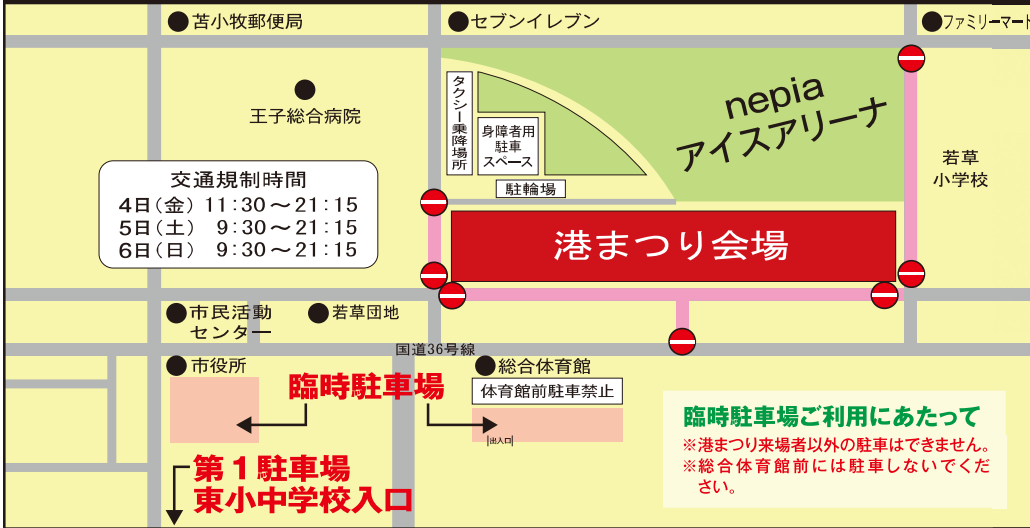 ●苫小牧郵便局
●セブンイレブン
●ファミリーマート
王子総合病院
タクシー乗降場所
身障者用
駐車
スペース
駐輪場
nepia
アイスアリーナ
若草
小学校
交通規制時間
4日(金) 11:30~21:15
5日(土) 9:30~21:15
6日(日) 9:30~21:15
港まつり会場
●市民活動
センター
●若草団地
国道36号線
●市役所
●総合体育館
体育館前駐車禁止
臨時駐車場
出入口
第1駐車場
東小中学校入口
臨時駐車場ご利用にあたって
※港まつり来場者以外の駐車はできません。
※総合体育館前には駐車しないでくだ
さい。